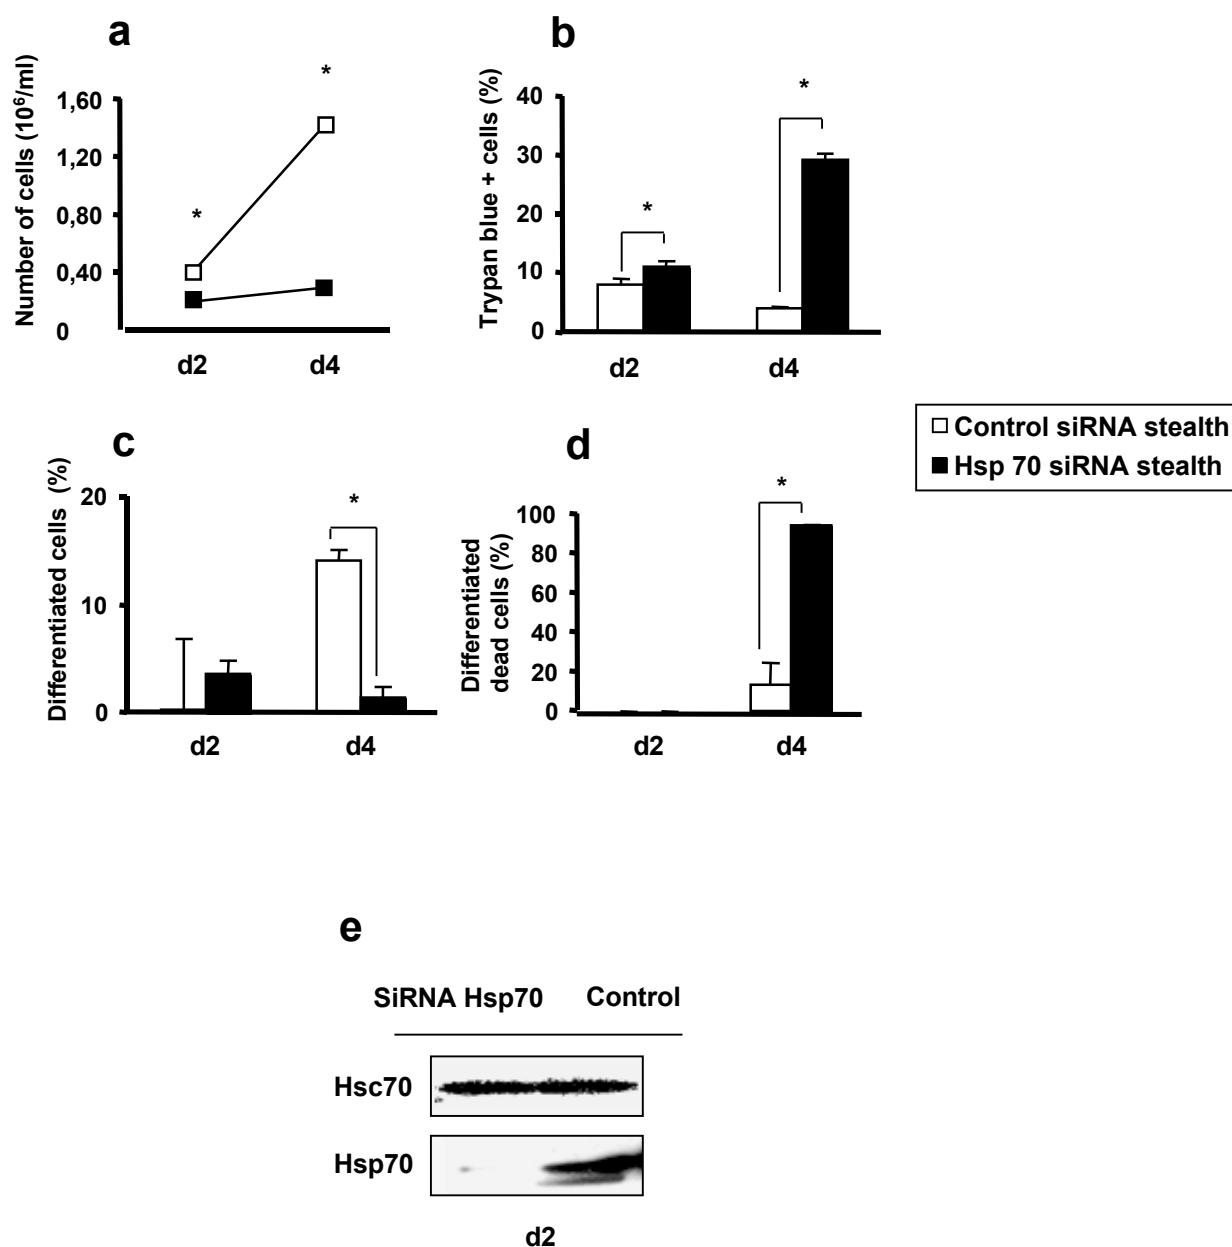 a
Number of cells (10⁶/ml)
1,60
1,20
0,80
0,40
0
*
*
d2
d4
b
Trypan blue + cells (%)
40
30
20
10
0
*
*
d2
d4
c
Differentiated cells (%)
20
10
0
*
d2
d4
d
Differentiated
dead cells (%)
100
80
60
40
20
0
*
d2
d4
Control siRNA stealth
Hsp 70 siRNA stealth
e
SiRNA Hsp70 Control
Hsc70
Hsp70
d2